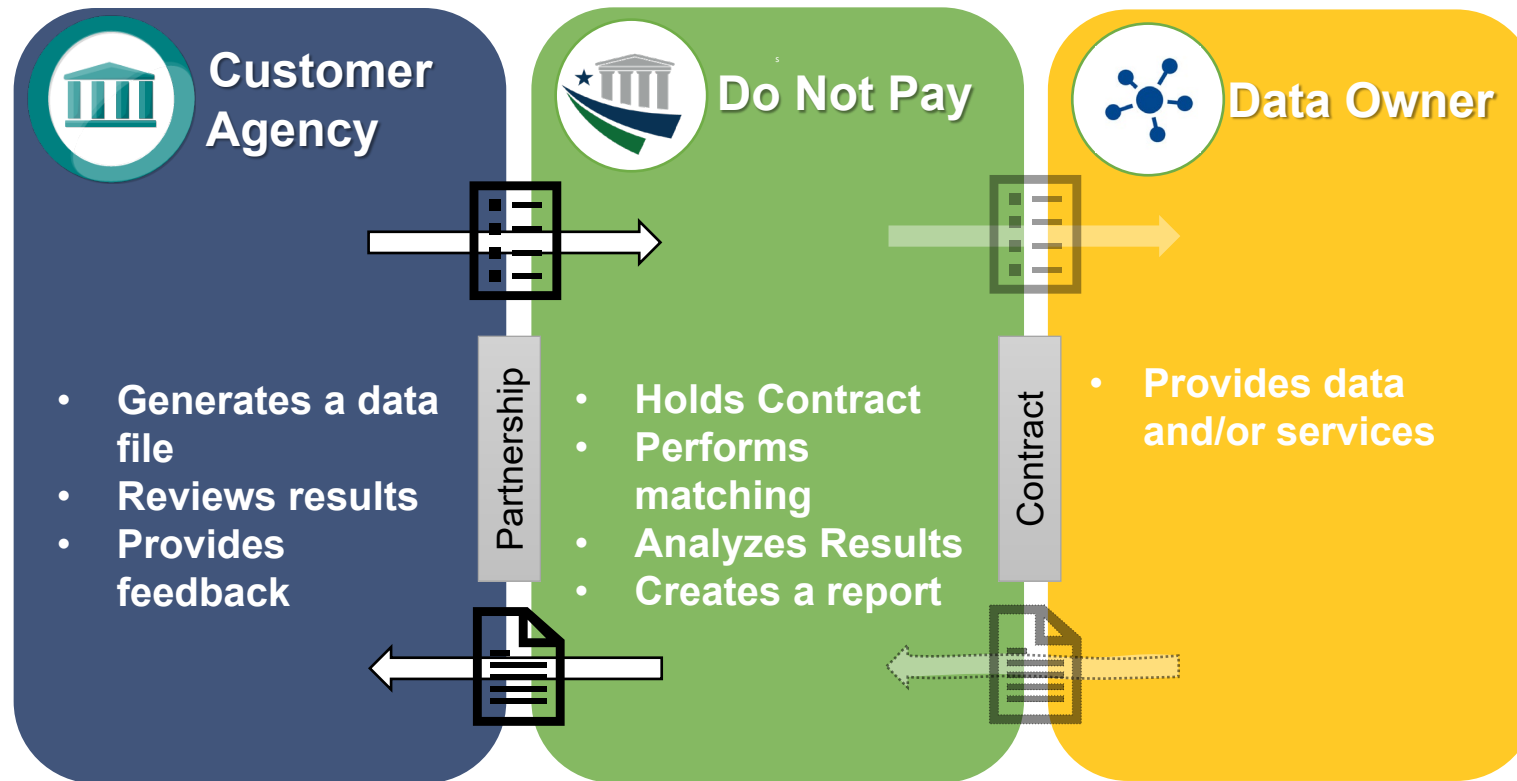 Customer
Agency
• Generates a data
file
• Reviews results
• Provides
feedback
Partnership
s
Do Not Pay
• Holds Contract
• Performs
matching
• Analyzes Results
• Creates a report
Contract
Data Owner
• Provides data
and/or services